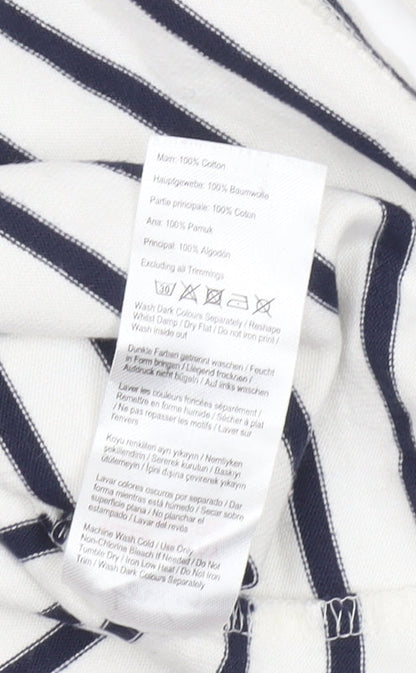 Main: 100% Cotton
Hauptgewebe: 100% Baumwolle
Partie principale: 100% Coton
Ana: 100% Pamuk
Principal: 100% Algodón
Excluding all Trimmings
30
Wash Dark Colours Separately / Reshape
Whilst Damp / Dry Flat / Do not iron print /
Wash inside out
Dunkle Farben getrennt waschen / Feucht
in Form bringen / Liegend trocknen /
Aufdruck nicht bügeln / Auf links waschen
Laver les couleurs foncées séparément /
Remettre en forme humide / Sécher à plat
/ Ne pas repasser les motifs / Laver sur
l'envers
Koyu renkliler ayrı yıkayın / Nemliyken
şekillendirin / Sererek kurutun / Baskıyı
ütülemeyin / İçini dışına çevirerek yıkayın
Lavar colores oscuros por separado / Dar
forma mientras está húmedo / Secar sobre
superficie plana / No planchar el
estampado / Lavar del revés
Machine Wash Cold / Use Only
Non-Chlorine Bleach If Needed / Do Not
Tumble Dry / Iron Low Heat / Do Not Iron
Trim / Wash Dark Colours Separately